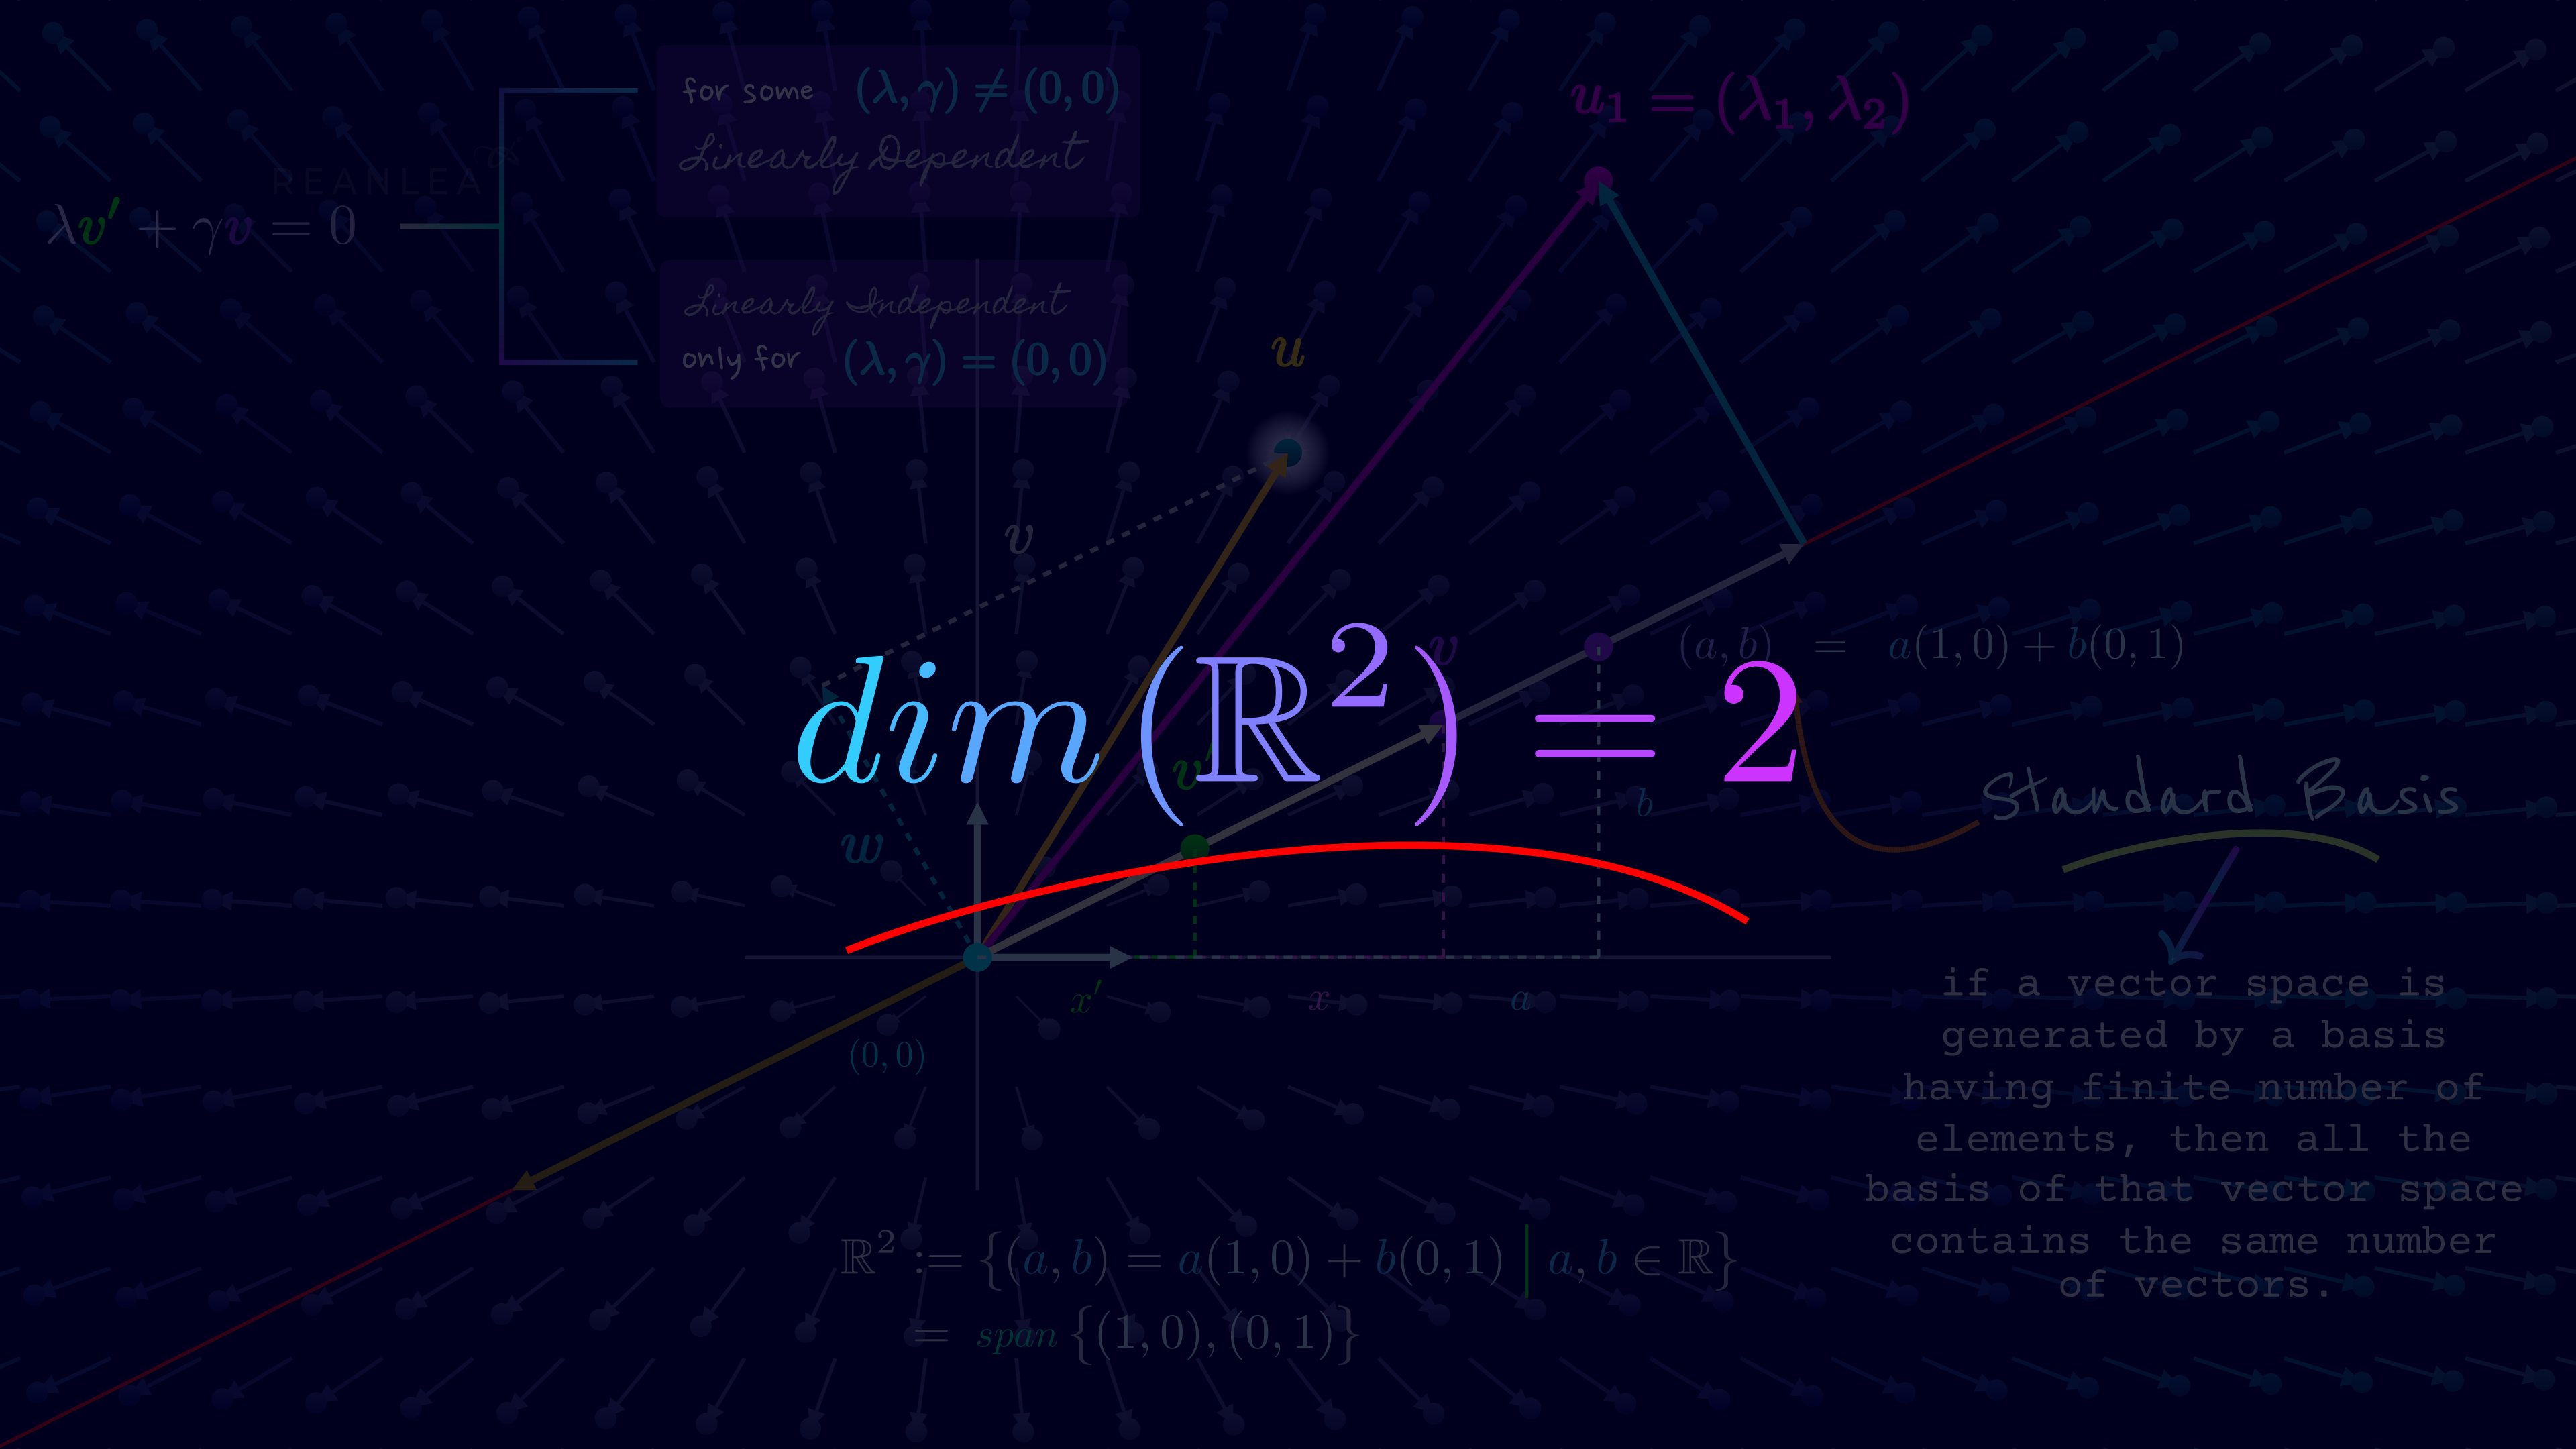 for some (λ, γ) ≠ (0, 0)
Linearly Dependent
REANLEA
λv′ + γv = 0
Linearly Independent
only for (λ, γ) = (0, 0)
u₁ = (λ₁, λ₂)
u
v
v
(a, b) = a(1, 0) + b(0, 1)
dim (ℝ²) = 2
v′
w
b
Standard Basis
x′
x
a
(0, 0)
if a vector space is
generated by a basis
having finite number of
elements, then all the
basis of that vector space
contains the same number
of vectors.
ℝ² := {(a, b) = a(1, 0) + b(0, 1) | a, b ∈ ℝ}
= span {(1, 0), (0, 1)}